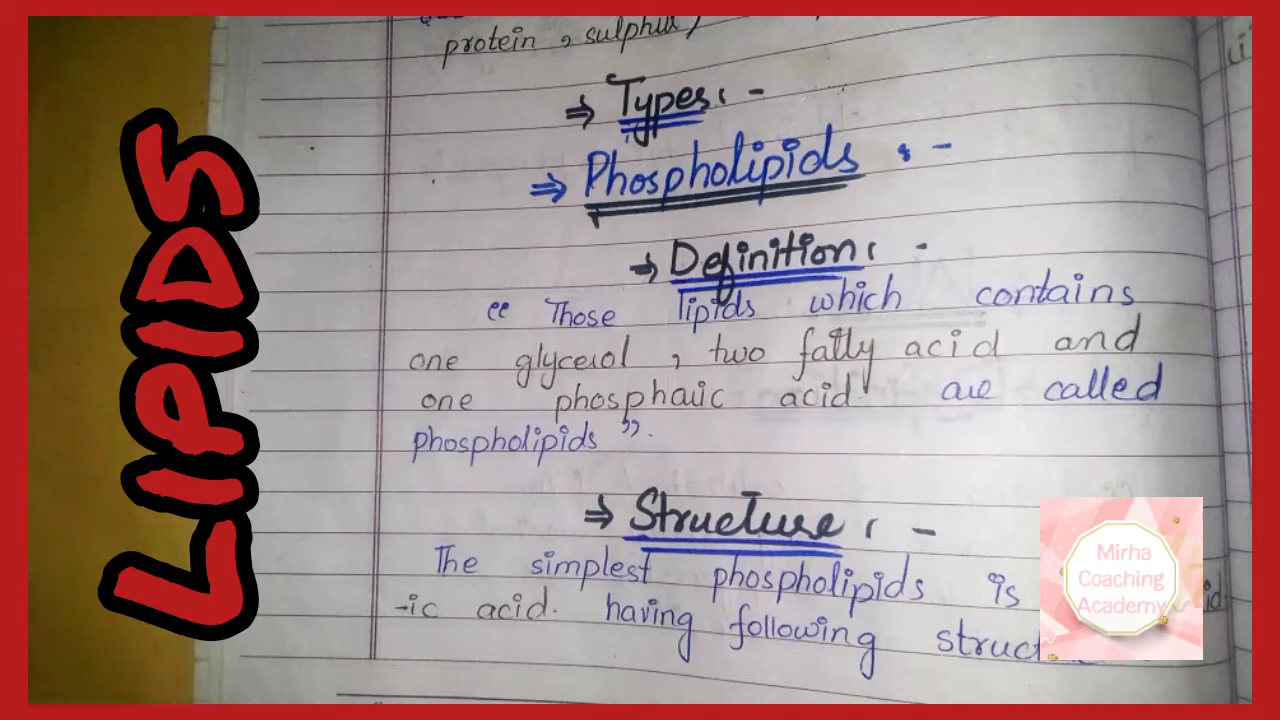 LIPIDS
protein, sulphur,
⇒ Types: -
⇒ Phospholipids :-
⇒ Definition: -
“ Those lipids which contains
one glycerol, two fatty acid and
one phosphoric acid are called
phospholipids ”.
⇒ Structure: -
The simplest phospholipids is
-ic acid. having following
Mirha
Coaching
Academy